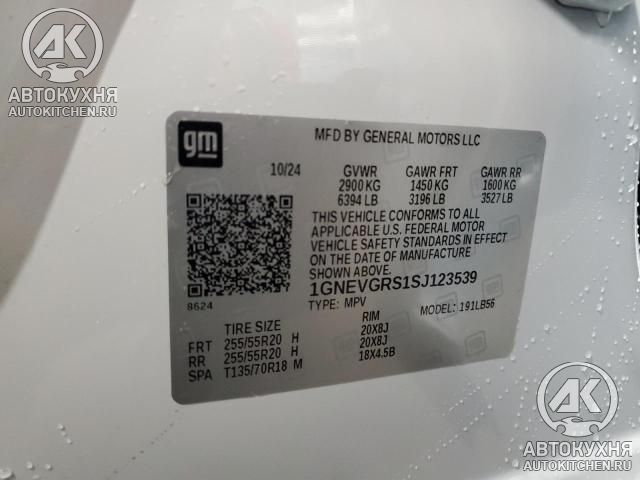 АВТОКУХНЯ
AUTOKITCHEN.RU
gm
MFD BY GENERAL MOTORS LLC
10/24 GVWR GAWR FRT GAWR RR
2900 KG 1450 KG 1600 KG
6394 LB 3196 LB 3527 LB
THIS VEHICLE CONFORMS TO ALL
APPLICABLE U.S. FEDERAL MOTOR
VEHICLE SAFETY STANDARDS IN EFFECT
ON THE DATE OF MANUFACTURE
SHOWN ABOVE.
1GNEVGRS1SJ123539
8624
TYPE: MPV MODEL: 191LB56
TIRE SIZE RIM
FRT 255/55R20 H 20X8J
RR 255/55R20 H 20X8J
SPA T135/70R18 M 18X4.5B
АК
АВТОКУХНЯ
AUTOKITCHEN.RU